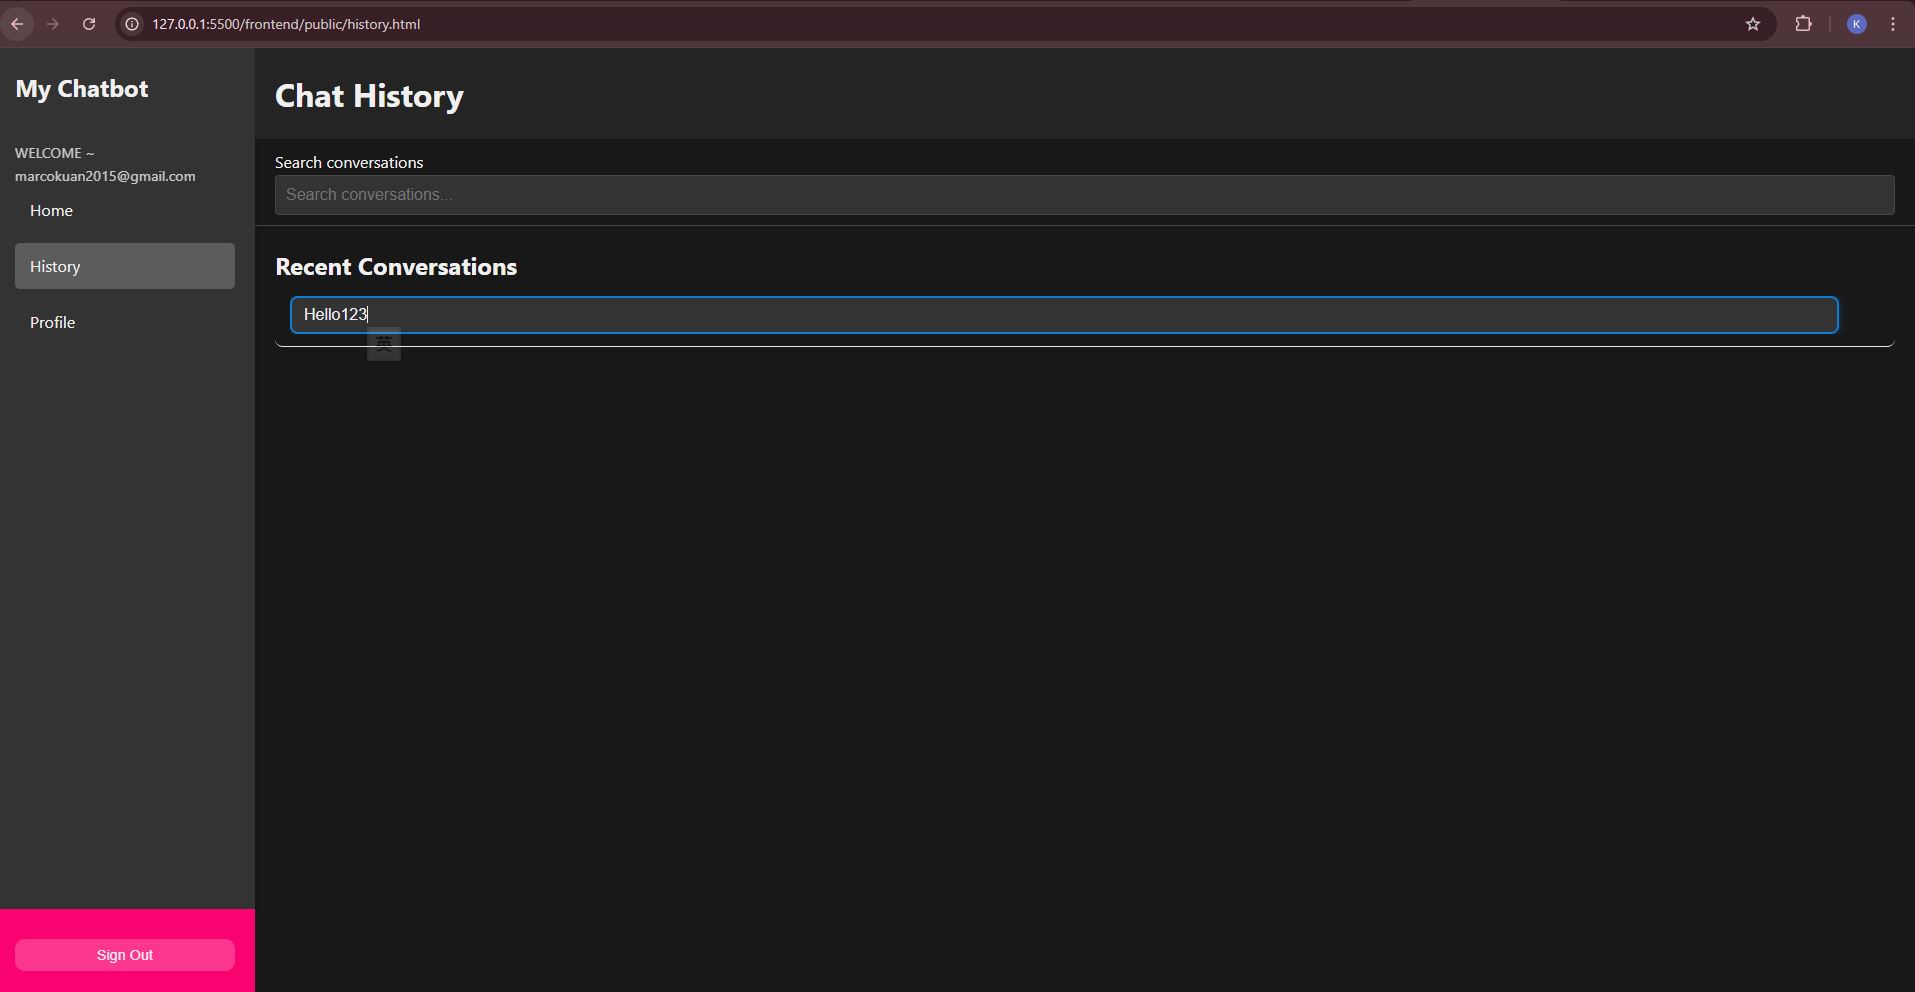 127.0.0.1:5500/frontend/public/history.html
K
My Chatbot
Chat History
WELCOME ~
marcokuan2015@gmail.com
Home
History
Profile
Search conversations
Search conversations...
Recent Conversations
Hello123
英
Sign Out